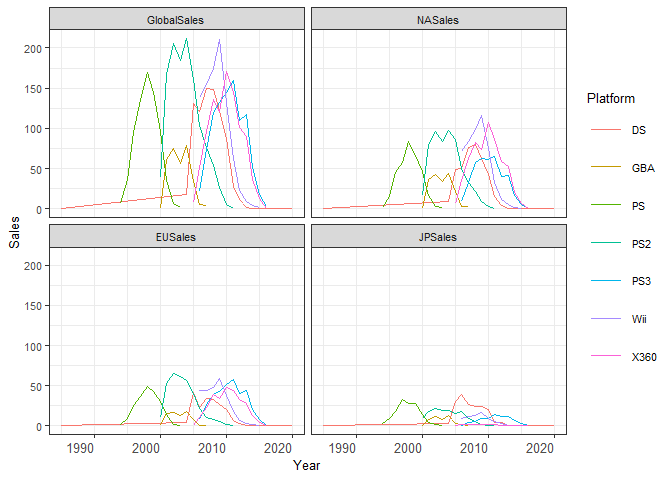 GlobalSales
NASales
200
150
100
50
0
EUSales
JPSales
200
150
100
50
0
1990
2000
2010
2020
1990
2000
2010
2020
Year
Sales
Platform
DS
GBA
PS
PS2
PS3
Wii
X360